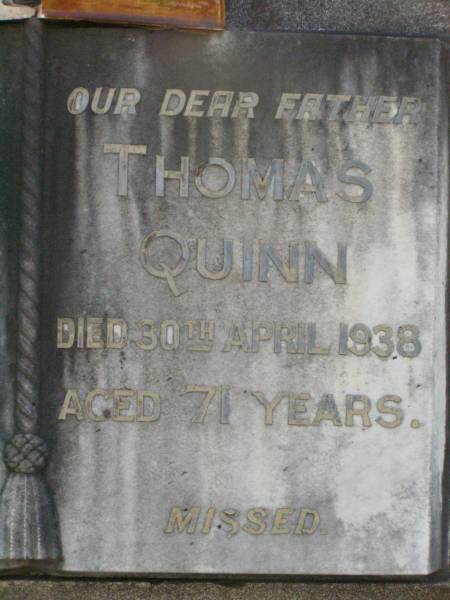 OUR DEAR FATHER
THOMAS
QUINN
DIED 30TH APRIL 1938
AGED 71 YEARS.
MISSED.